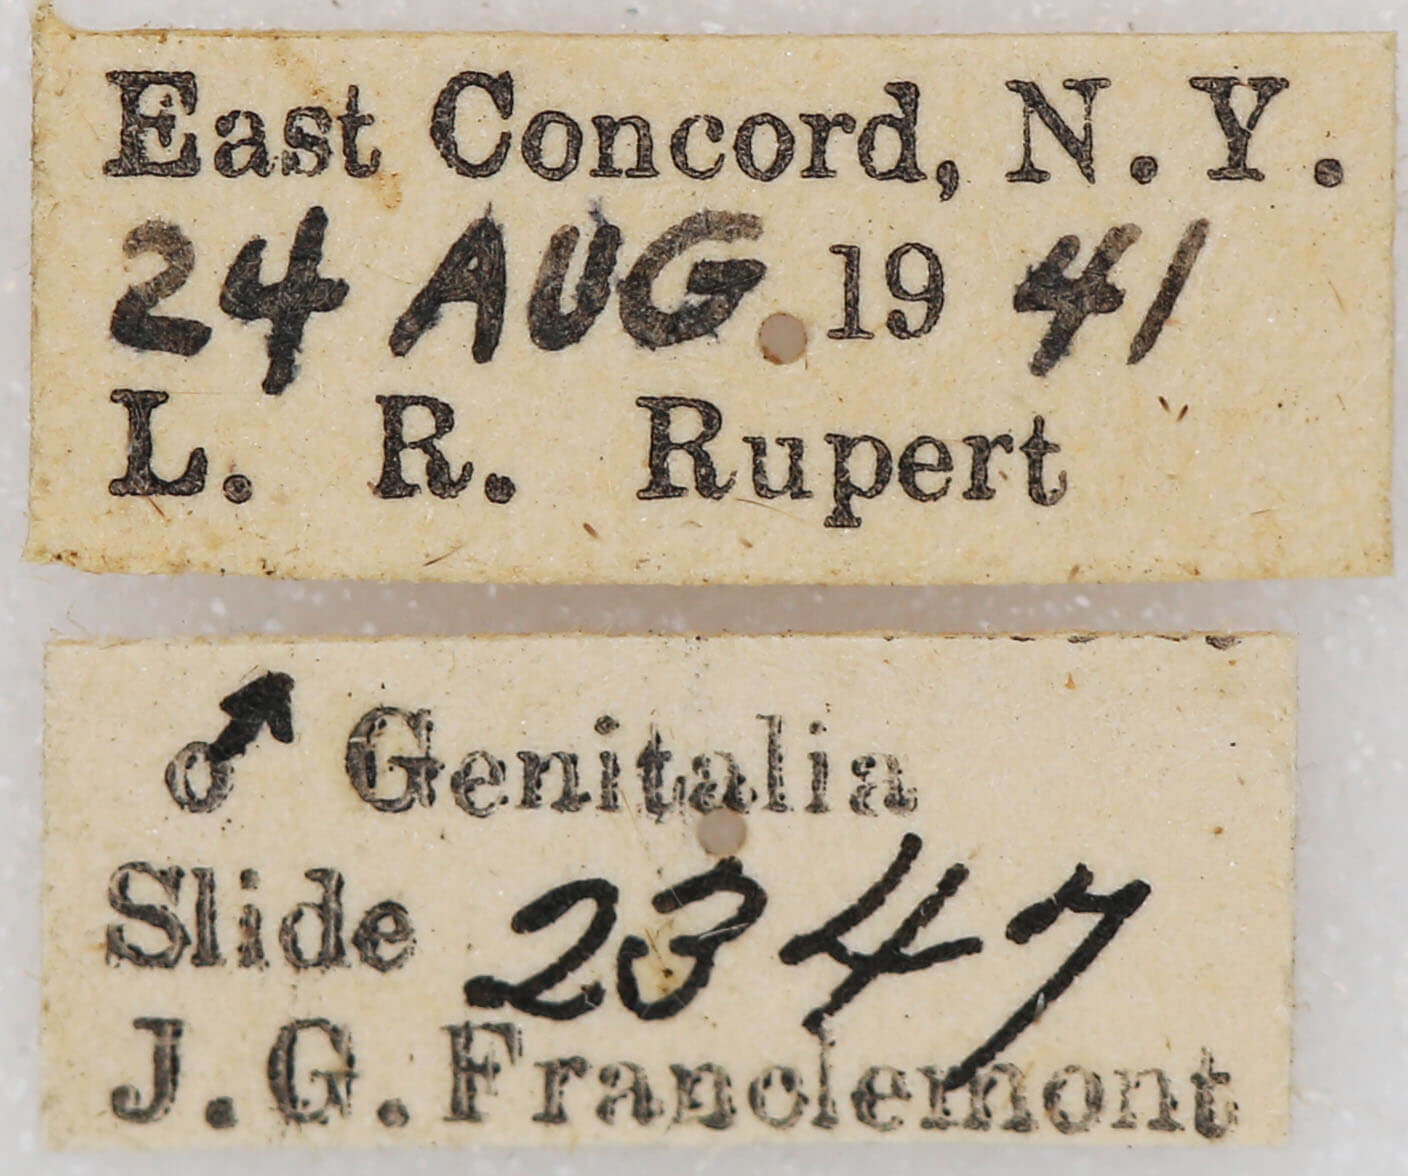 East Concord, N. Y.
24 AUG. 19 41
L. R. Rupert
♂ Genitalia
Slide 2347
J. G. Franclemont